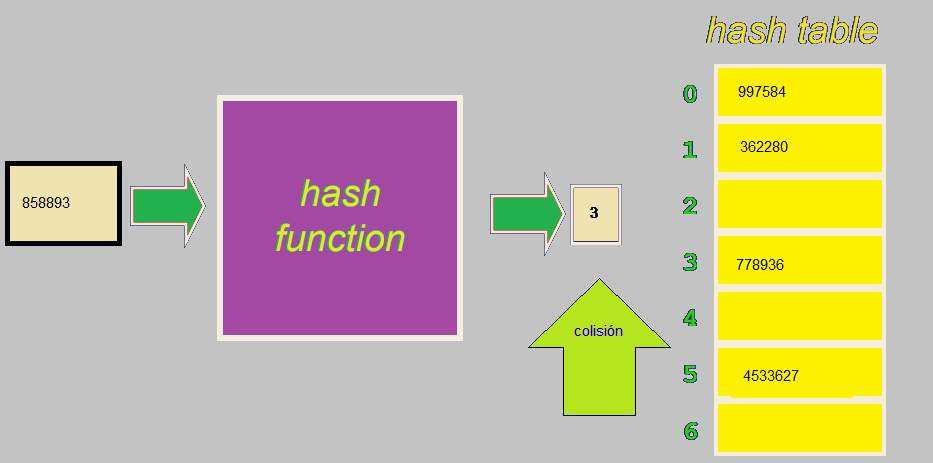 hash table
858893
hash
function
3
colisión
0 997584
1 362280
2
3 778936
4
5 4533627
6